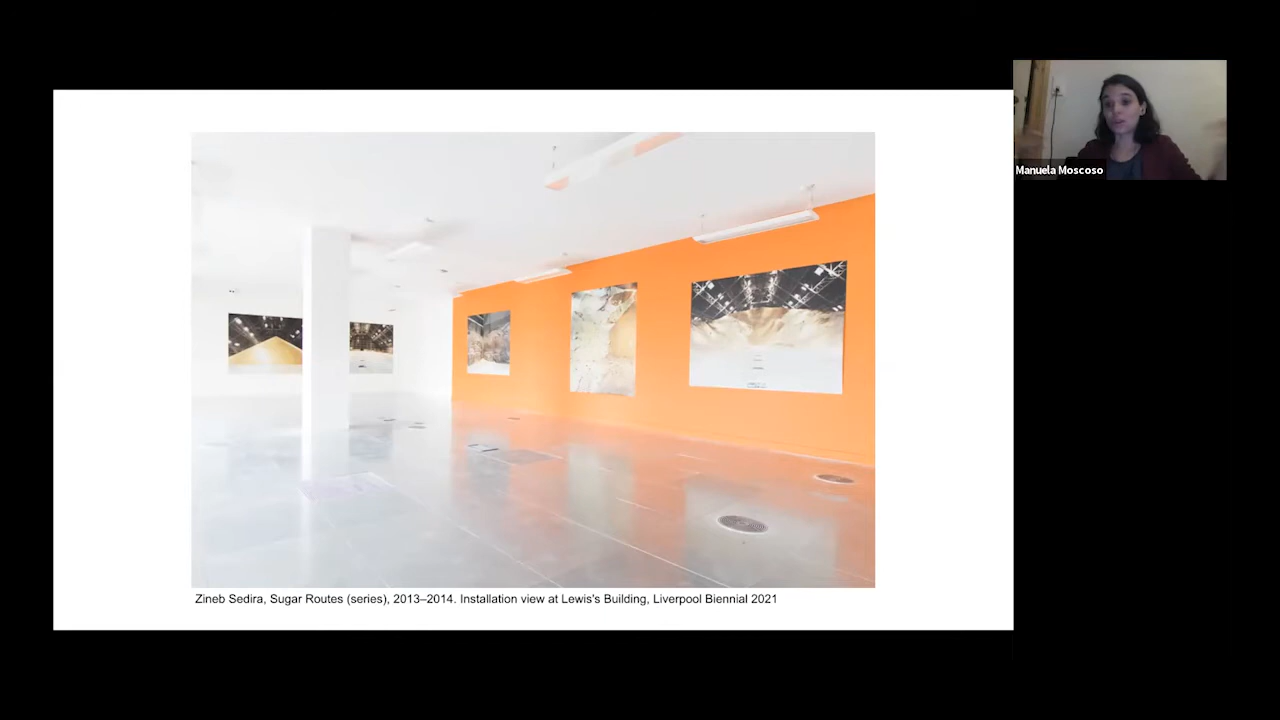 Manuela Moscoso
Zineb Sedira, Sugar Routes (series), 2013–2014. Installation view at Lewis's Building, Liverpool Biennial 2021